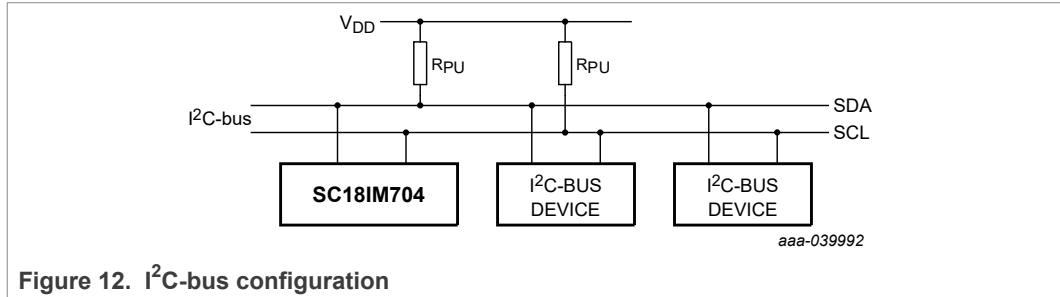 VDD
RPU RPU
SDA
I²C-bus
SCL
SC18IM704 I²C-BUS DEVICE I²C-BUS DEVICE
aaa-039992
Figure 12. I²C-bus configuration